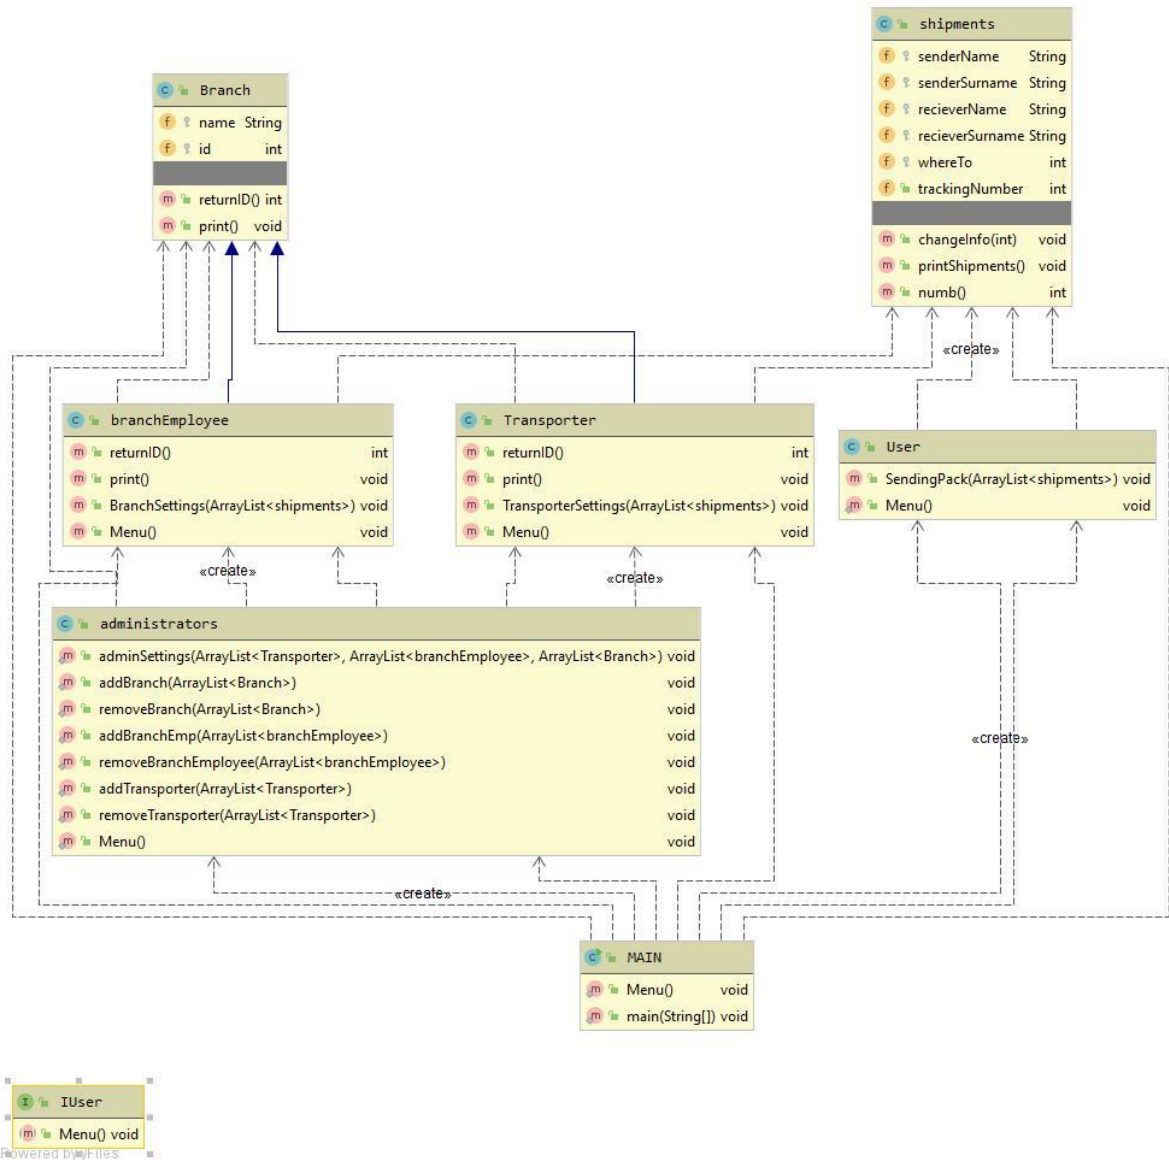 shipments
senderName String
senderSurname String
recieverName String
recieverSurname String
whereTo int
trackingNumber int
changeInfo(int) void
printShipments() void
numb() int
Branch
name String
id int
returnID() int
print() void
«create»
branchEmployee
returnID() int
print() void
BranchSettings(ArrayList<shipments>) void
Menu() void
Transporter
returnID() int
print() void
TransporterSettings(ArrayList<shipments>) void
Menu() void
User
SendingPack(ArrayList<shipments>) void
Menu() void
«create»
«create»
administrators
adminSettings(ArrayList<Transporter>, ArrayList<branchEmployee>, ArrayList<Branch>) void
addBranch(ArrayList<Branch>) void
removeBranch(ArrayList<Branch>) void
addBranchEmp(ArrayList<branchEmployee>) void
removeBranchEmployee(ArrayList<branchEmployee>) void
addTransporter(ArrayList<Transporter>) void
removeTransporter(ArrayList<Transporter>) void
Menu() void
«create»
«create»
MAIN
Menu() void
main(String[]) void
IUser
Menu() void
Powered by yFiles